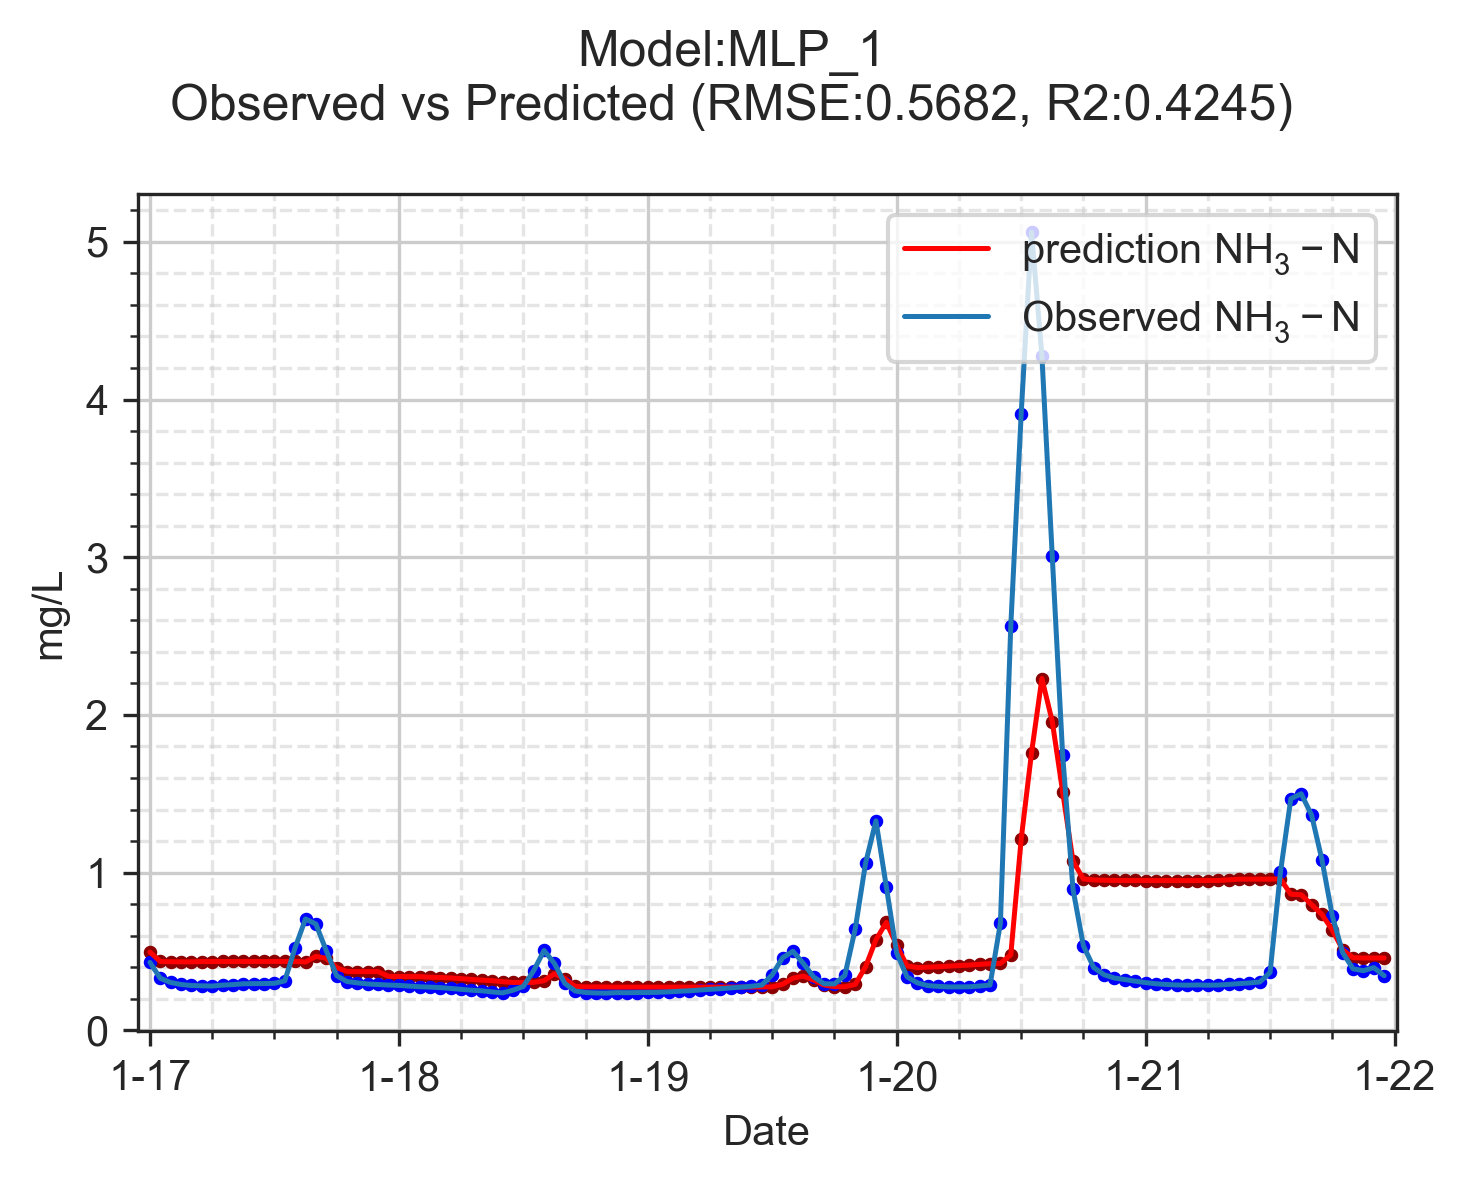 Model:MLP_1
Observed vs Predicted (RMSE:0.5682, R2:0.4245)
prediction NH₃ − N
Observed NH₃ − N
5
4
3
2
1
0
mg/L
1-17 1-18 1-19 1-20 1-21 1-22
Date